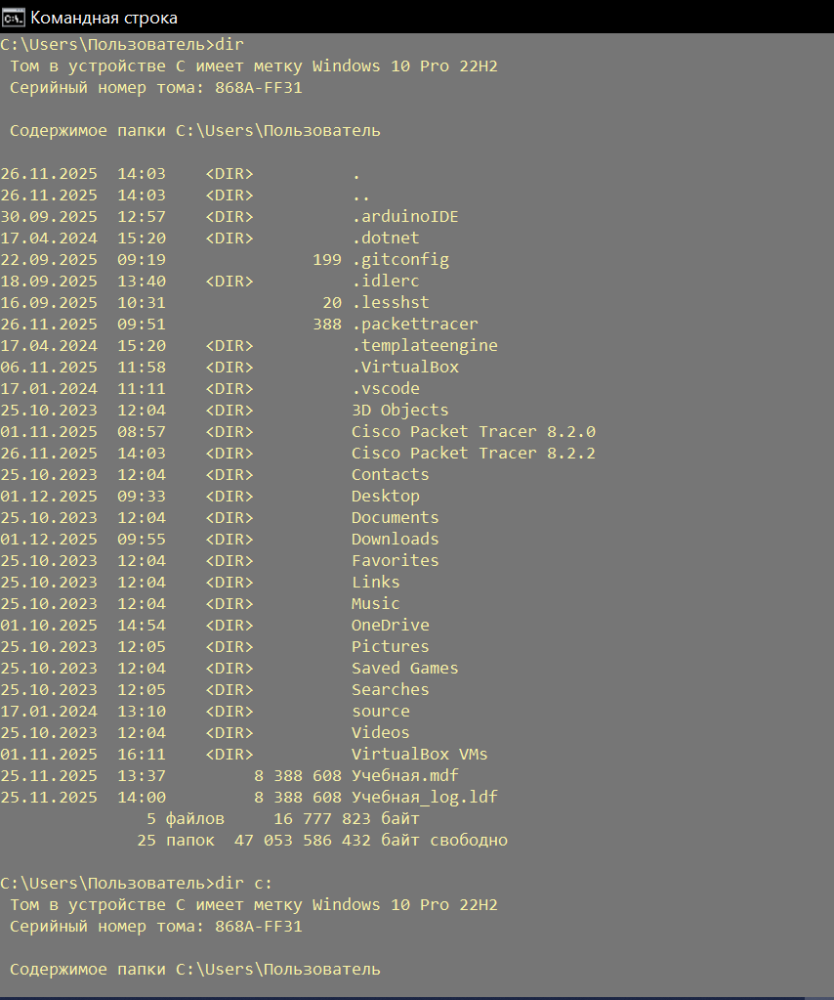 Командная строка
C:\Users\Пользователь>dir
Том в устройстве C имеет метку Windows 10 Pro 22H2
Серийный номер тома: 868A-FF31
Содержимое папки C:\Users\Пользователь
26.11.2025  14:03    <DIR>          .
26.11.2025  14:03    <DIR>          ..
30.09.2025  12:57    <DIR>          .arduinoIDE
17.04.2024  15:20    <DIR>          .dotnet
22.09.2025  09:19               199 .gitconfig
18.09.2025  13:40    <DIR>          .idlerc
16.09.2025  10:31                20 .lesshst
26.11.2025  09:51               388 .packettracer
17.04.2024  15:20    <DIR>          .templateengine
06.11.2025  11:58    <DIR>          .VirtualBox
17.01.2024  11:11    <DIR>          .vscode
25.10.2023  12:04    <DIR>          3D Objects
01.11.2025  08:57    <DIR>          Cisco Packet Tracer 8.2.0
26.11.2025  14:03    <DIR>          Cisco Packet Tracer 8.2.2
25.10.2023  12:04    <DIR>          Contacts
01.12.2025  09:33    <DIR>          Desktop
25.10.2023  12:04    <DIR>          Documents
01.12.2025  09:55    <DIR>          Downloads
25.10.2023  12:04    <DIR>          Favorites
25.10.2023  12:04    <DIR>          Links
25.10.2023  12:04    <DIR>          Music
01.10.2025  14:54    <DIR>          OneDrive
25.10.2023  12:05    <DIR>          Pictures
25.10.2023  12:04    <DIR>          Saved Games
25.10.2023  12:05    <DIR>          Searches
17.01.2024  13:10    <DIR>          source
25.10.2023  12:04    <DIR>          Videos
01.11.2025  16:11    <DIR>          VirtualBox VMs
25.11.2025  13:37         8 388 608 Учебная.mdf
25.11.2025  14:00         8 388 608 Учебная_log.ldf
5 файлов     16 777 823 байт
25 папок  47 053 586 432 байт свободно
C:\Users\Пользователь>dir c:
Том в устройстве C имеет метку Windows 10 Pro 22H2
Серийный номер тома: 868A-FF31
Содержимое папки C:\Users\Пользователь